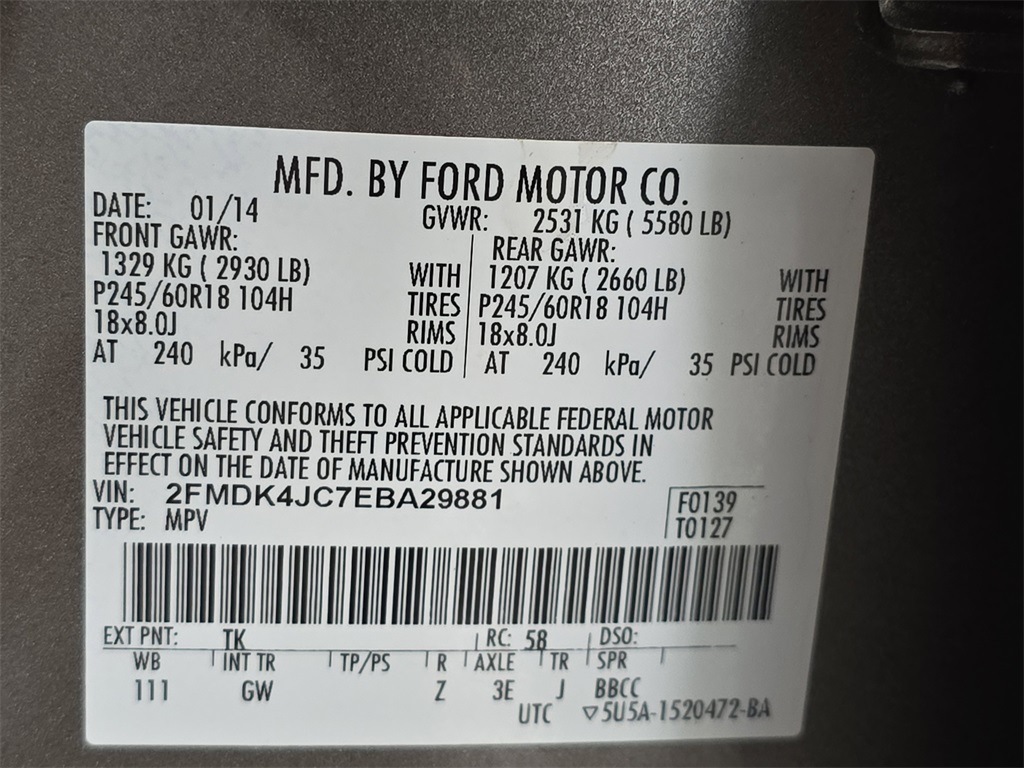 MFD. BY FORD MOTOR CO.
DATE: 01/14 GVWR: 2531 KG ( 5580 LB)
FRONT GAWR: REAR GAWR:
1329 KG ( 2930 LB) WITH 1207 KG ( 2660 LB) WITH
P245/60R18 104H TIRES P245/60R18 104H TIRES
18x8.0J RIMS 18x8.0J RIMS
AT 240 kPa/ 35 PSI COLD AT 240 kPa/ 35 PSI COLD
THIS VEHICLE CONFORMS TO ALL APPLICABLE FEDERAL MOTOR
VEHICLE SAFETY AND THEFT PREVENTION STANDARDS IN
EFFECT ON THE DATE OF MANUFACTURE SHOWN ABOVE.
VIN: 2FMDK4JC7EBA29881 F0139
TYPE: MPV T0127
EXT PNT: TK RC: 58 DSO:
WB INT TR TP/PS R AXLE TR SPR
111 GW Z 3E J BBCC
UTC ▽5U5A-1520472-BA